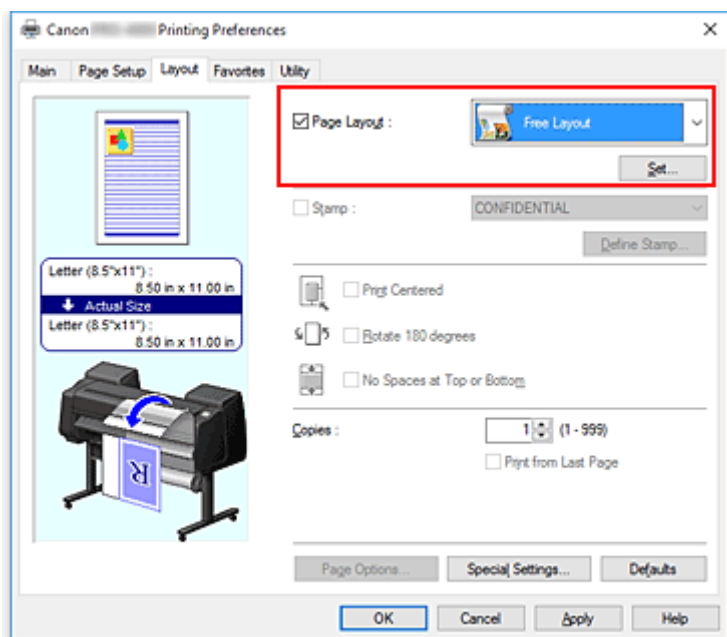 Canon Printing Preferences
Main Page Setup Layout Favorites Utility
Page Layout : Free Layout
Set...
Stamp : CONFIDENTIAL
Define Stamp...
Letter (8.5"x11") :
8.50 in x 11.00 in
Actual Size
Letter (8.5"x11") :
8.50 in x 11.00 in
Print Centered
Rotate 180 degrees
No Spaces at Top or Bottom
Copies : 1 (1 - 999)
Print from Last Page
R
Page Options... Special Settings... Defaults
OK Cancel Apply Help